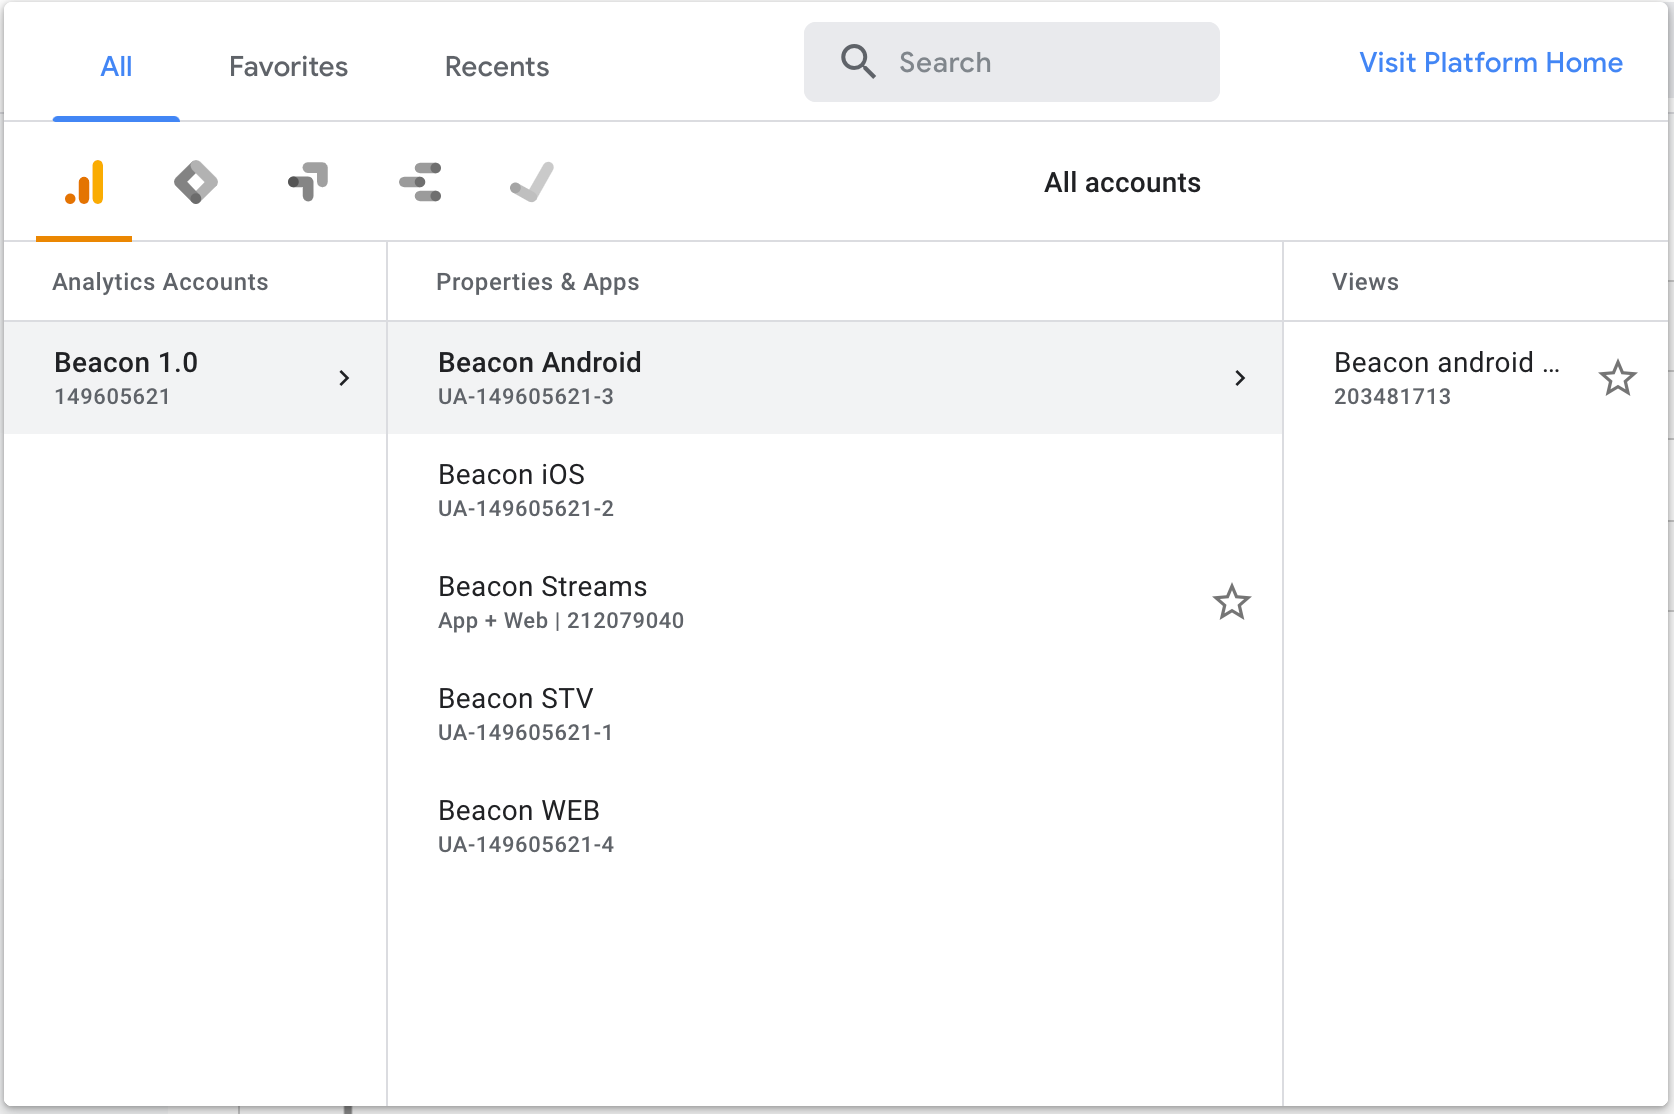 All
Favorites
Recents
Search
Visit Platform Home
All accounts
Analytics Accounts
Properties & Apps
Views
Beacon 1.0
149605621
Beacon Android
UA-149605621-3
Beacon android ...
203481713
Beacon iOS
UA-149605621-2
Beacon Streams
App + Web | 212079040
Beacon STV
UA-149605621-1
Beacon WEB
UA-149605621-4